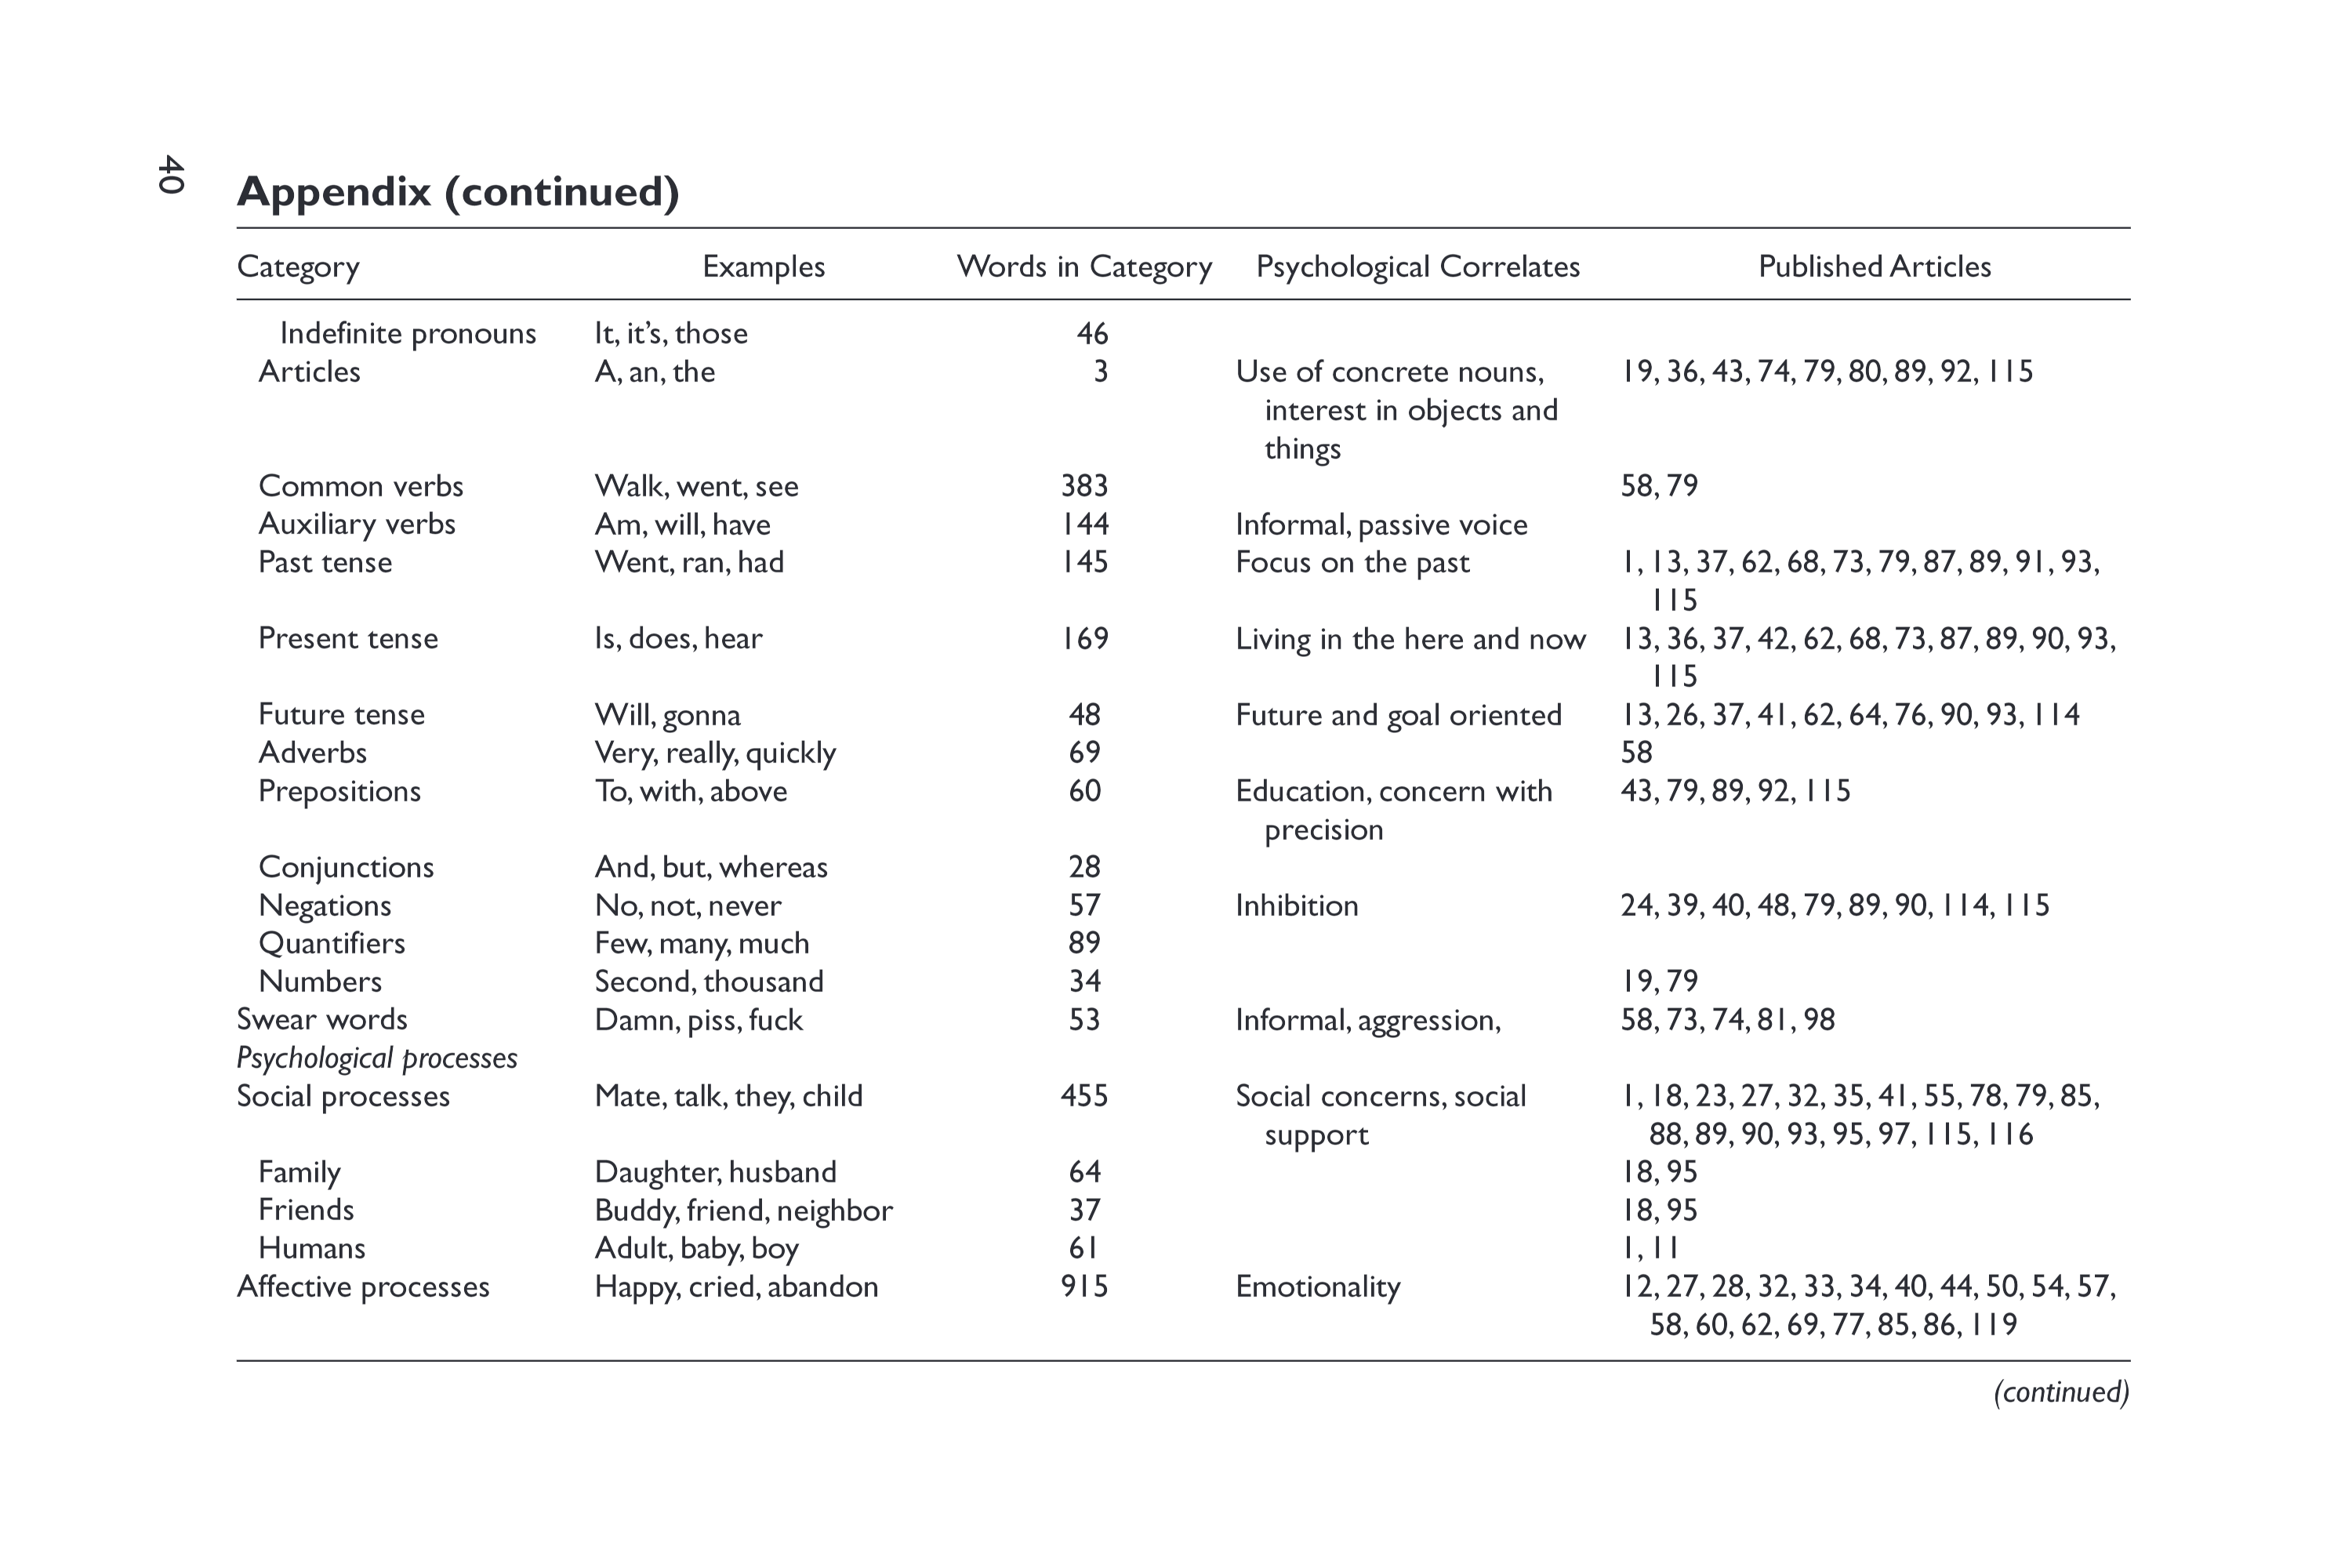 40
Appendix (continued)
Category Examples Words in Category Psychological Correlates Published Articles
Indefinite pronouns It, it’s, those 46
Articles A, an, the 3 Use of concrete nouns, 19, 36, 43, 74, 79, 80, 89, 92, 115
interest in objects and
things
Common verbs Walk, went, see 383 58, 79
Auxiliary verbs Am, will, have 144 Informal, passive voice
Past tense Went, ran, had 145 Focus on the past 1, 13, 37, 62, 68, 73, 79, 87, 89, 91, 93,
115
Present tense Is, does, hear 169 Living in the here and now 13, 36, 37, 42, 62, 68, 73, 87, 89, 90, 93,
115
Future tense Will, gonna 48 Future and goal oriented 13, 26, 37, 41, 62, 64, 76, 90, 93, 114
Adverbs Very, really, quickly 69 58
Prepositions To, with, above 60 Education, concern with 43, 79, 89, 92, 115
precision
Conjunctions And, but, whereas 28
Negations No, not, never 57 Inhibition 24, 39, 40, 48, 79, 89, 90, 114, 115
Quantifiers Few, many, much 89
Numbers Second, thousand 34 19, 79
Swear words Damn, piss, fuck 53 Informal, aggression, 58, 73, 74, 81, 98
Psychological processes
Social processes Mate, talk, they, child 455 Social concerns, social 1, 18, 23, 27, 32, 35, 41, 55, 78, 79, 85,
support 88, 89, 90, 93, 95, 97, 115, 116
Family Daughter, husband 64 18, 95
Friends Buddy, friend, neighbor 37 18, 95
Humans Adult, baby, boy 61 1, 11
Affective processes Happy, cried, abandon 915 Emotionality 12, 27, 28, 32, 33, 34, 40, 44, 50, 54, 57,
58, 60, 62, 69, 77, 85, 86, 119
(continued)